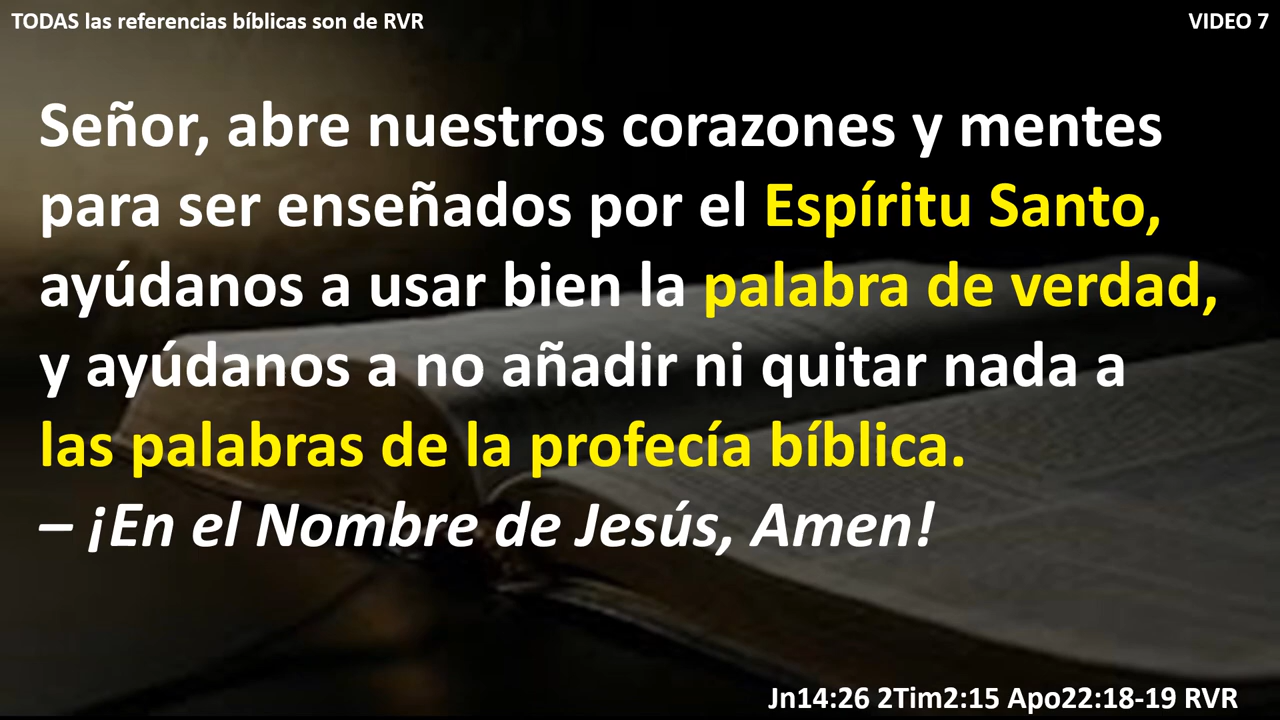 TODAS las referencias bíblicas son de RVR
VIDEO 7
Señor, abre nuestros corazones y mentes
para ser enseñados por el Espíritu Santo,
ayúdanos a usar bien la palabra de verdad,
y ayúdanos a no añadir ni quitar nada a
las palabras de la profecía bíblica.
– ¡En el Nombre de Jesús, Amen!
Jn14:26 2Tim2:15 Apo22:18-19 RVR